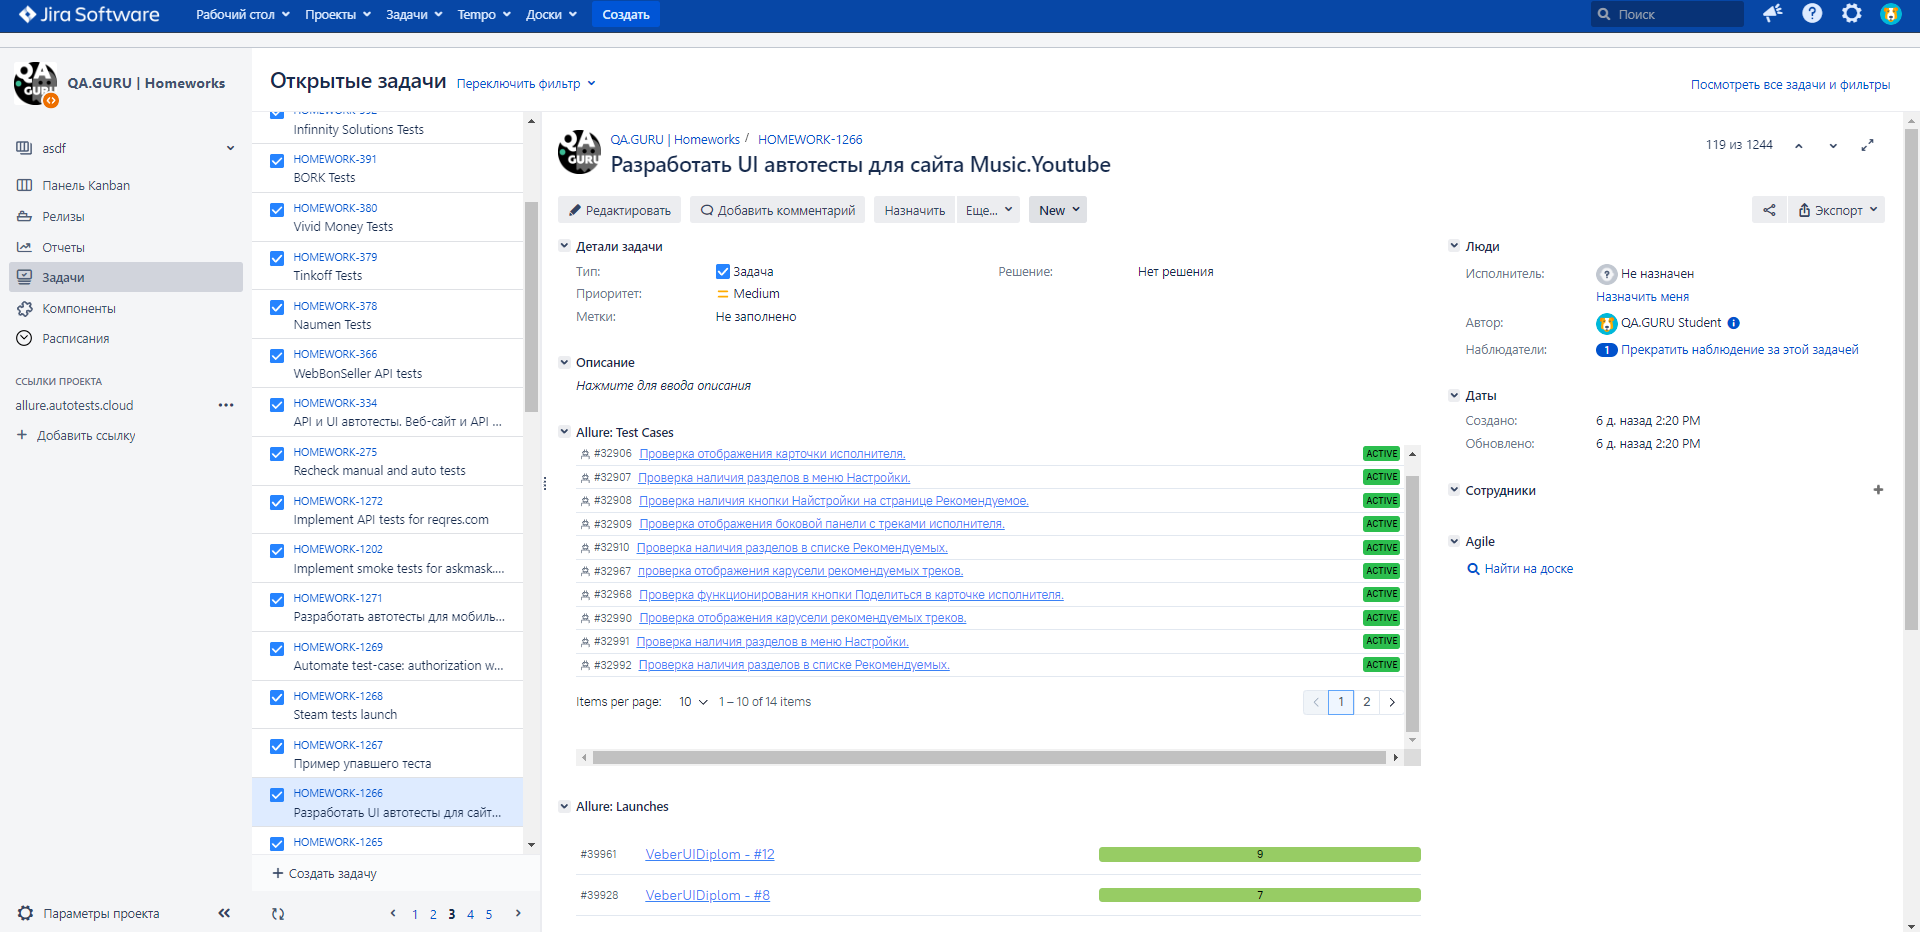 Jira Software
Рабочий стол
Проекты
Задачи
Tempo
Доски
Создать
Поиск
QA.GURU | Homeworks
asdf
Панель Kanban
Релизы
Отчеты
Задачи
Компоненты
Расписания
ССЫЛКИ ПРОЕКТА
allure.autotests.cloud
+ Добавить ссылку
Параметры проекта
Открытые задачи
Переключить фильтр
Посмотреть все задачи и фильтры
Infinnity Solutions Tests
HOMEWORK-391
BORK Tests
HOMEWORK-380
Vivid Money Tests
HOMEWORK-379
Tinkoff Tests
HOMEWORK-378
Naumen Tests
HOMEWORK-366
WebBonSeller API tests
HOMEWORK-334
API и UI автотесты. Веб-сайт и API ...
HOMEWORK-275
Recheck manual and auto tests
HOMEWORK-1272
Implement API tests for reqres.com
HOMEWORK-1202
Implement smoke tests for askmask....
HOMEWORK-1271
Разработать автотесты для мобиль...
HOMEWORK-1269
Automate test-case: authorization w...
HOMEWORK-1268
Steam tests launch
HOMEWORK-1267
Пример упавшего теста
HOMEWORK-1266
Разработать UI автотесты для сайт...
HOMEWORK-1265
+ Создать задачу
1 2 3 4 5
QA.GURU | Homeworks / HOMEWORK-1266
Разработать UI автотесты для сайта Music.Youtube
119 из 1244
Редактировать
Добавить комментарий
Назначить
Еще...
New
Экспорт
Детали задачи
Тип: Задача
Решение: Нет решения
Приоритет: Medium
Метки: Не заполнено
Описание
Нажмите для ввода описания
Allure: Test Cases
#32906 Проверка отображения карточки исполнителя. ACTIVE
#32907 Проверка наличия разделов в меню Настройки. ACTIVE
#32908 Проверка наличия кнопки Найстройки на странице Рекомендуемое. ACTIVE
#32909 Проверка отображения боковой панели с треками исполнителя. ACTIVE
#32910 Проверка наличия разделов в списке Рекомендуемых. ACTIVE
#32967 проверка отображения карусели рекомендуемых треков. ACTIVE
#32968 Проверка функционирования кнопки Поделиться в карточке исполнителя. ACTIVE
#32990 Проверка отображения карусели рекомендуемых треков. ACTIVE
#32991 Проверка наличия разделов в меню Настройки. ACTIVE
#32992 Проверка наличия разделов в списке Рекомендуемых. ACTIVE
Items per page: 10 1 – 10 of 14 items
1 2
Allure: Launches
#39961 VeberUIDiplom - #12 9
#39928 VeberUIDiplom - #8 7
Люди
Исполнитель: Не назначен
Назначить меня
Автор: QA.GURU Student
Наблюдатели: 1 Прекратить наблюдение за этой задачей
Даты
Создано: 6 д. назад 2:20 PM
Обновлено: 6 д. назад 2:20 PM
Сотрудники
Agile
Найти на доске